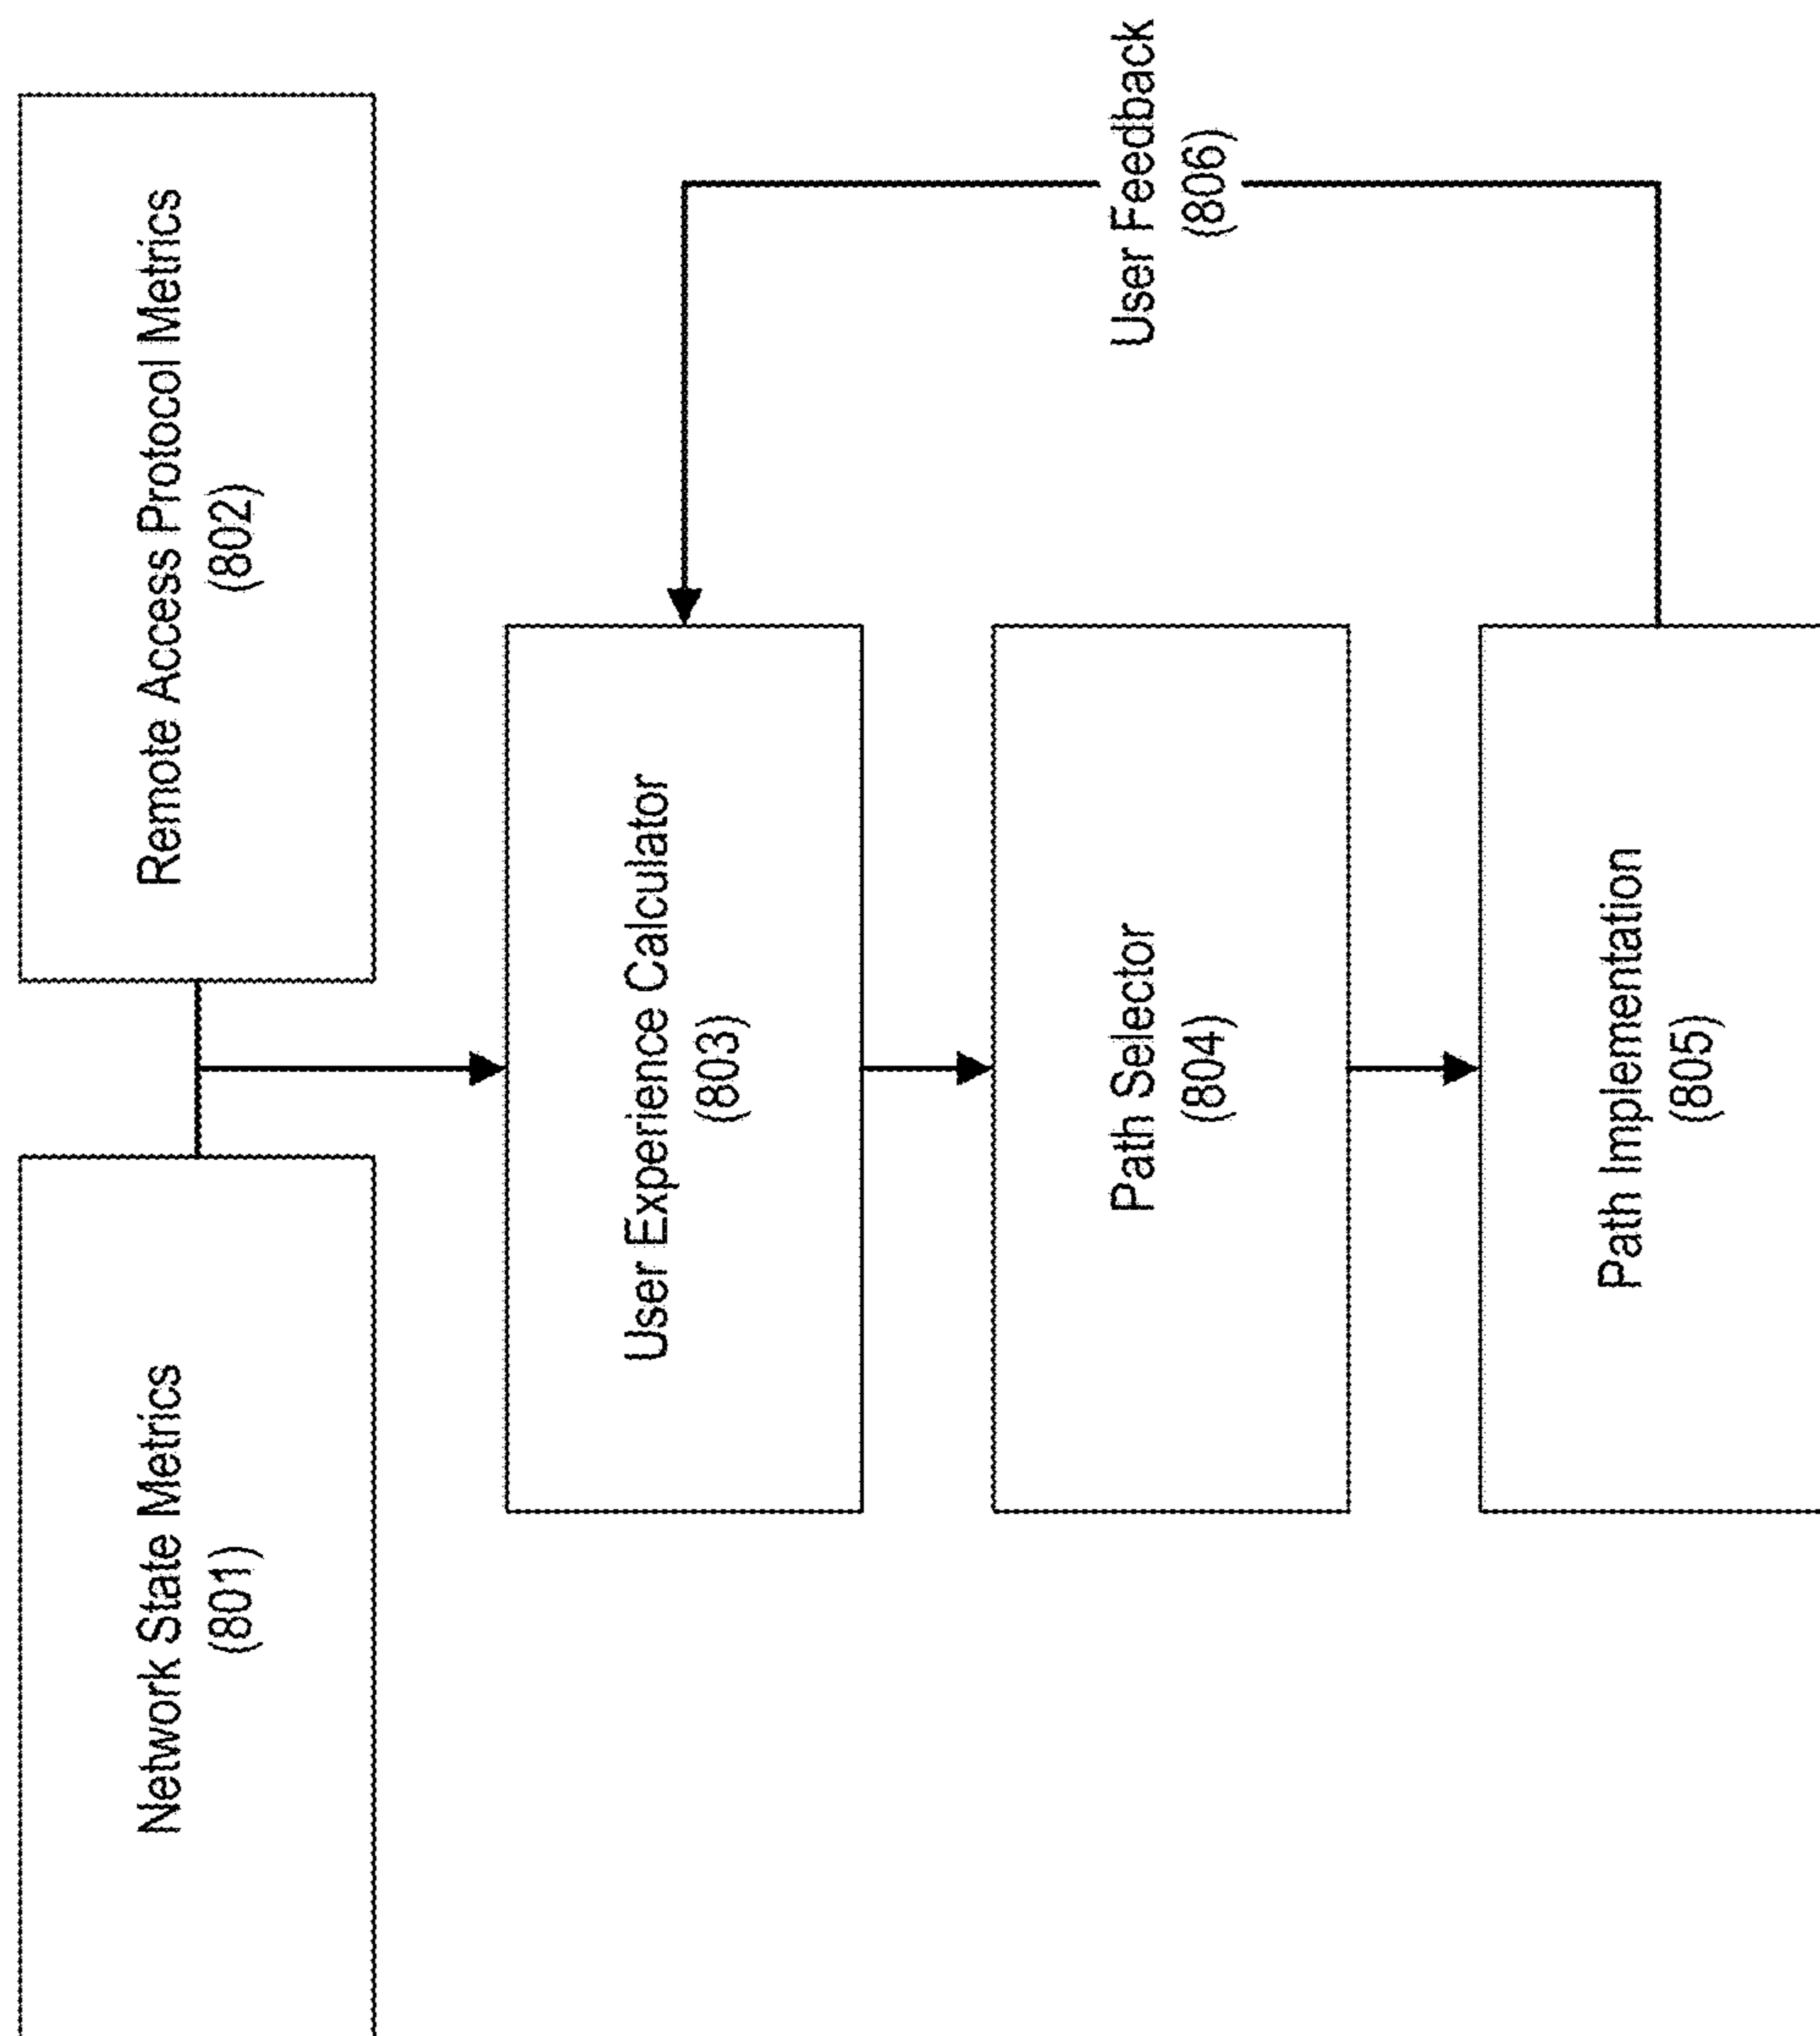 Network State Metrics
(801)
Remote Access Protocol Metrics
(802)
User Experience Calculator
(803)
Path Selector
(804)
User Feedback
(806)
Path Implementation
(805)